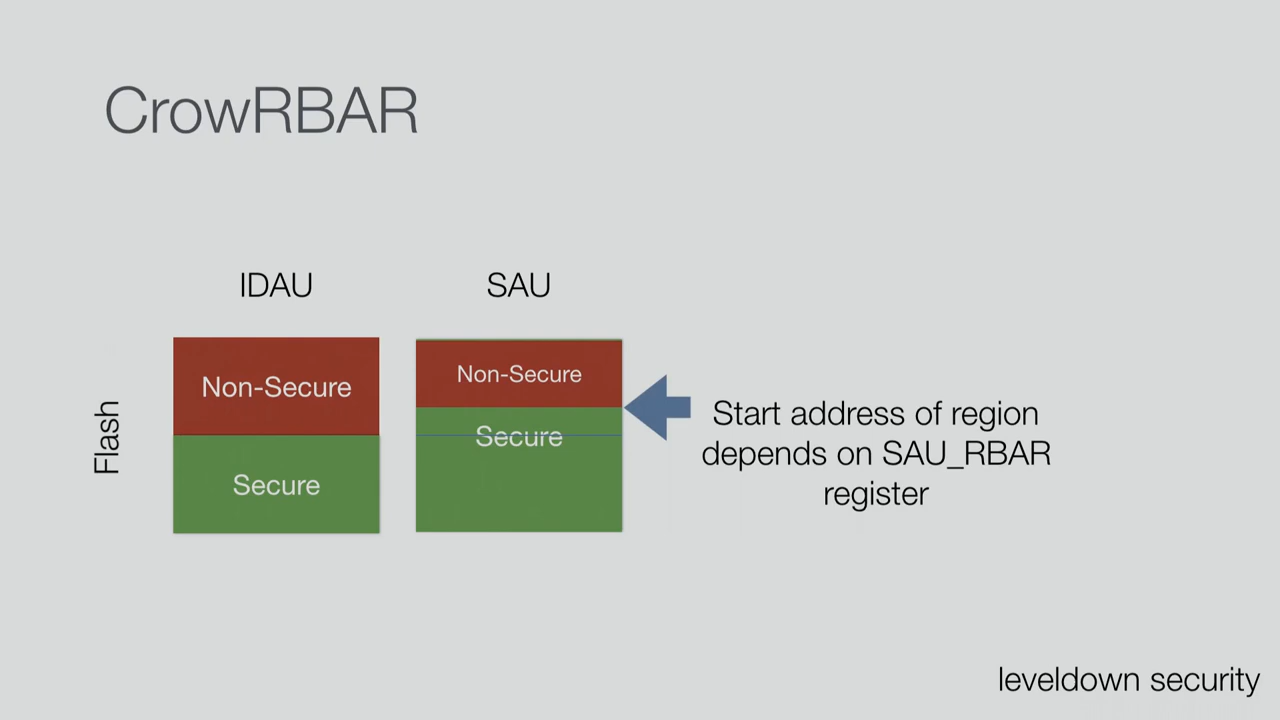 CrowRBAR
IDAU
SAU
Flash
Non-Secure
Secure
Non-Secure
Secure
Start address of region
depends on SAU_RBAR
register
leveldown security